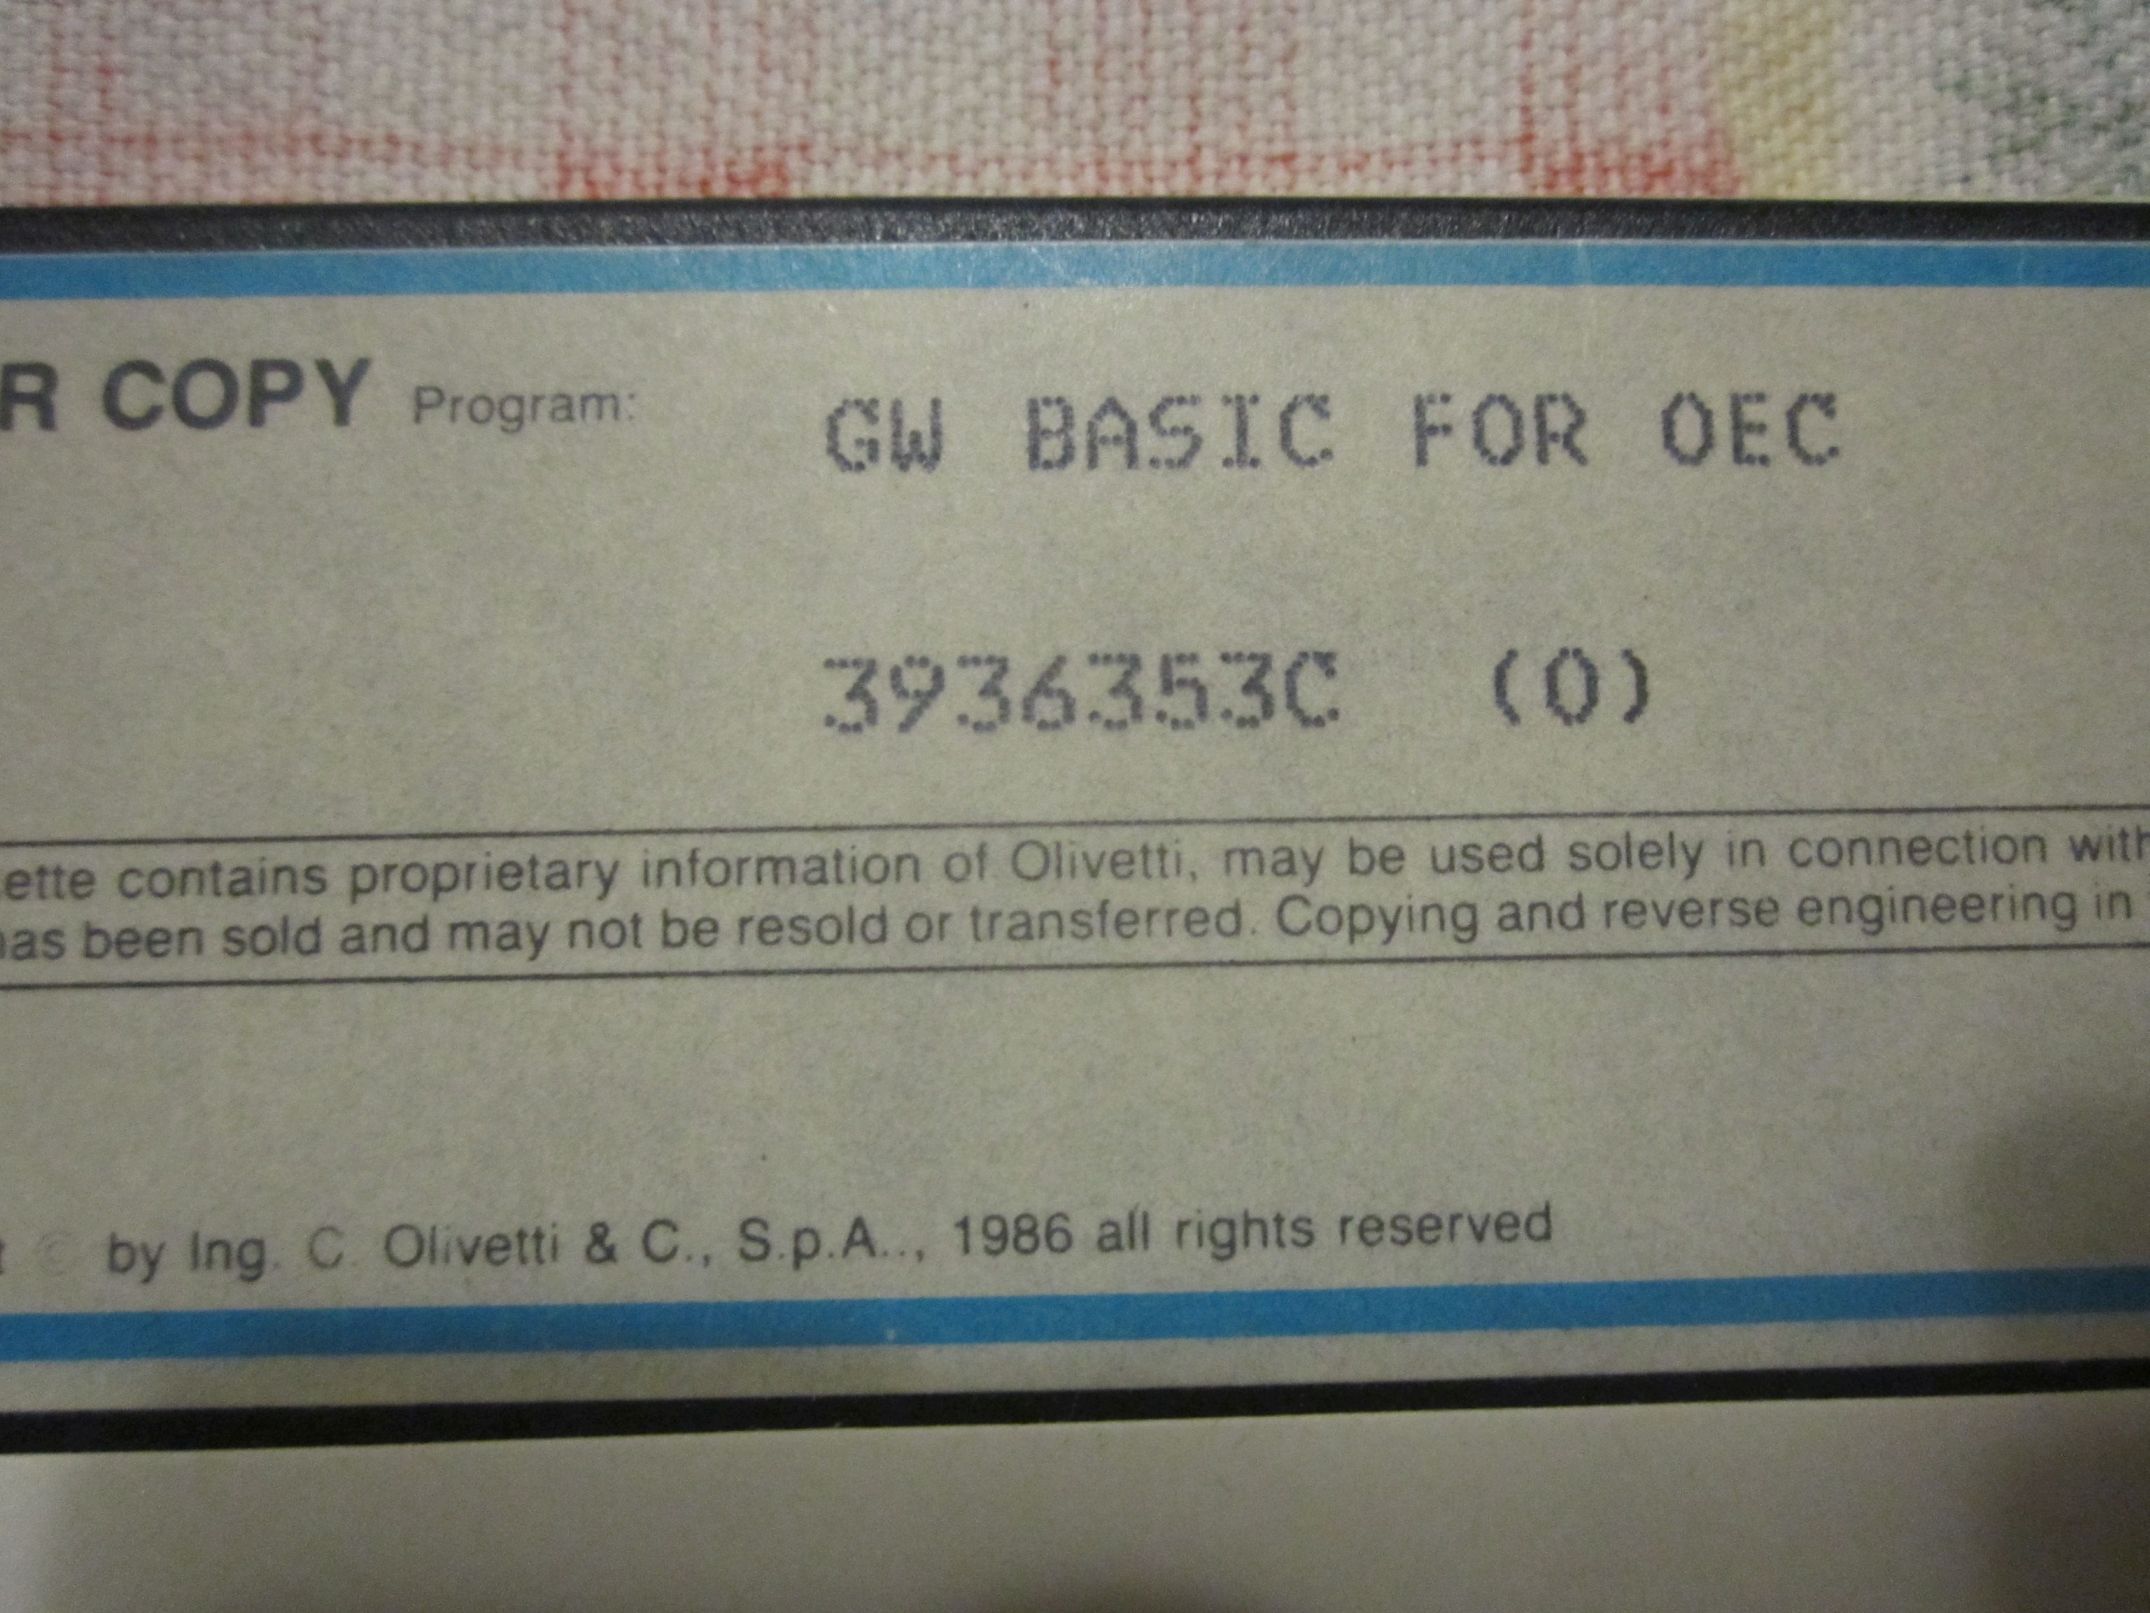 R COPY Program: GW BASIC FOR OEC
3936353C (0)
ette contains proprietary information of Olivetti, may be used solely in connection with
as been sold and may not be resold or transferred. Copying and reverse engineering in
t © by Ing. C. Olivetti & C., S.p.A.., 1986 all rights reserved